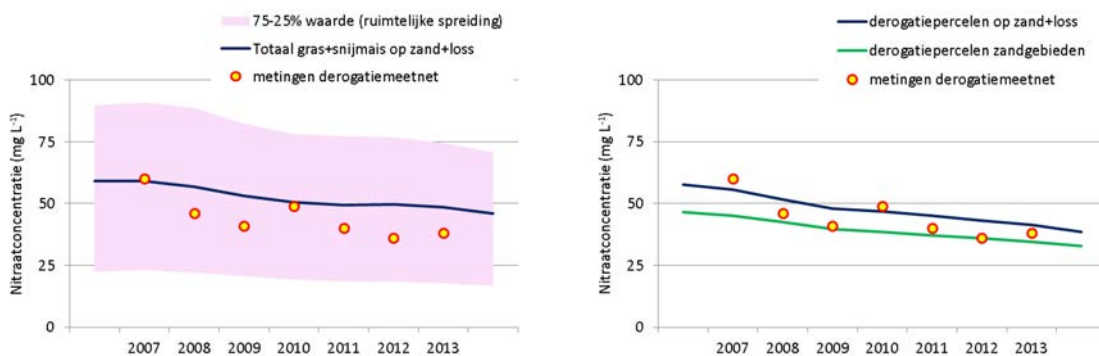 75-25% waarde (ruimtelijke spreiding)
Totaal gras+snijmais op zand+loss
metingen derogatiemeetnet
Nitraatconcentratie (mg L-1)
100
75
50
25
0
2007 2008 2009 2010 2011 2012 2013
derogatiepercelen op zand+loss
derogatiepercelen zandgebieden
metingen derogatiemeetnet
Nitraatconcentratie (mg L-1)
100
75
50
25
0
2007 2008 2009 2010 2011 2012 2013